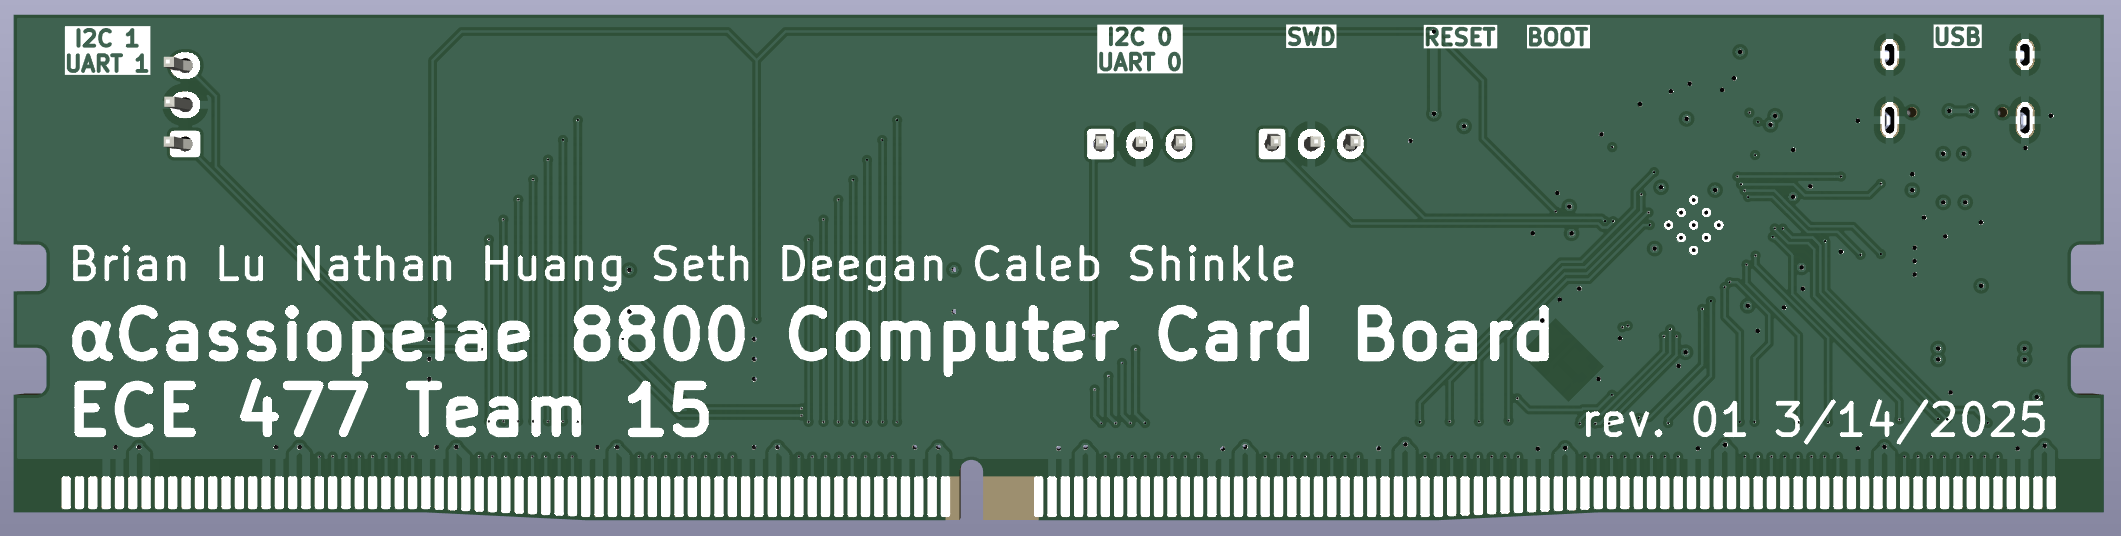 I2C 1
UART 1
I2C 0
UART 0
SWD
RESET
BOOT
USB
Brian Lu Nathan Huang Seth Deegan Caleb Shinkle
αCassiopeiae 8800 Computer Card Board
ECE 477 Team 15
rev. 01 3/14/2025